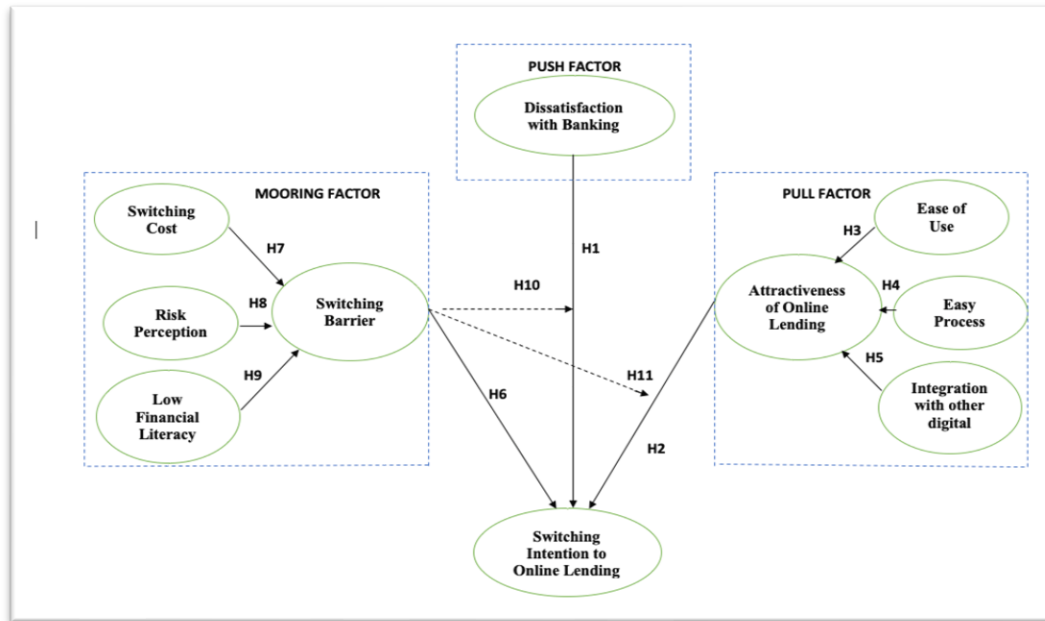 PUSH FACTOR
Dissatisfaction
with Banking
MOORING FACTOR
Switching
Cost
H7
Risk
Perception
H8
Low
Financial
Literacy
H9
Switching
Barrier
H10
H1
H11
H6
PULL FACTOR
Ease of
Use
H3
Attractiveness
of Online
Lending
H4
Easy
Process
H5
Integration
with other
digital
H2
Switching
Intention to
Online Lending